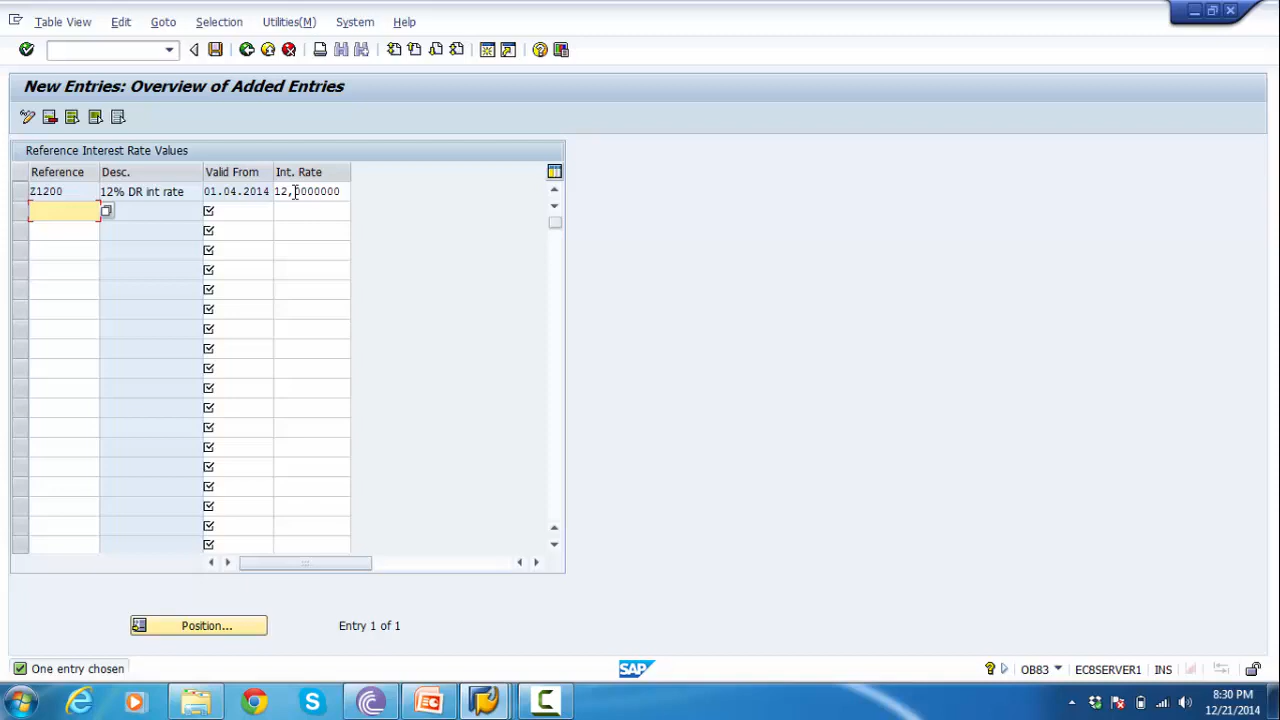 Table View Edit Goto Selection Utilities(M) System Help
New Entries: Overview of Added Entries
Reference Interest Rate Values
Reference Desc. Valid From Int. Rate
Z1200 12% DR int rate 01.04.2014 12,0000000
Position... Entry 1 of 1
One entry chosen SAP OB83 EC8SERVER1 INS
8:30 PM
12/21/2014